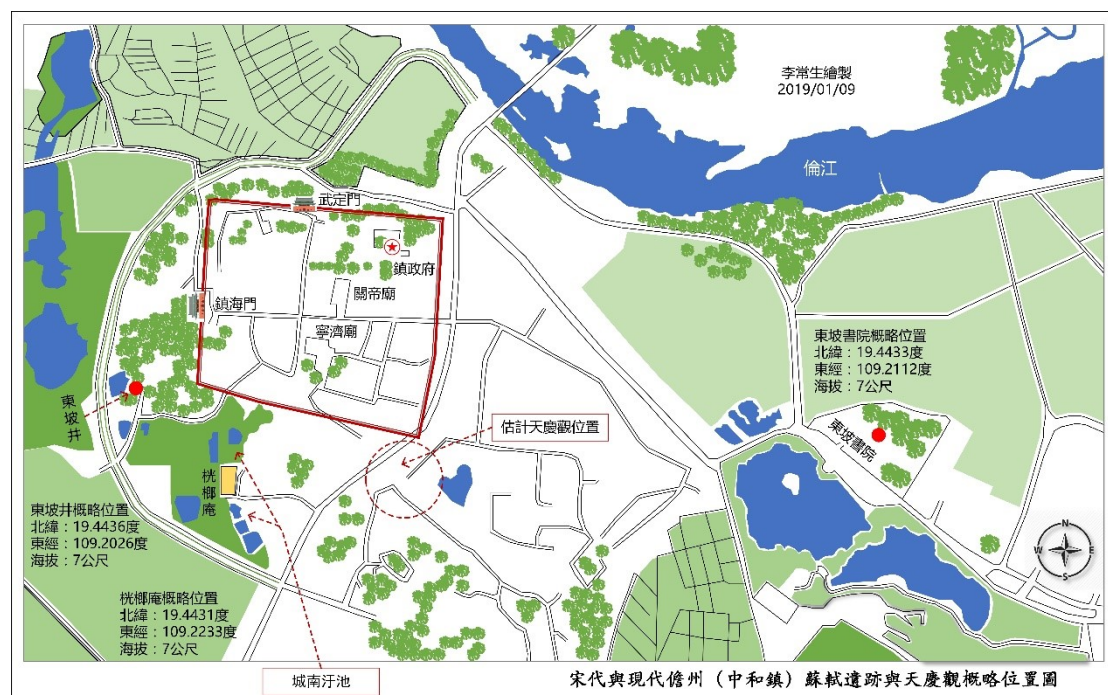 李常生繪製
2019/01/09
倫江
武定門
鎮政府
鎮海門
關帝廟
寧濟廟
東坡書院概略位置
北緯：19.4433度
東經：109.2112度
海拔：7公尺
東坡井
估計天慶觀位置
東坡書院
桄榔庵
東坡井概略位置
北緯：19.4436度
東經：109.2026度
海拔：7公尺
N
W
E
S
桄榔庵概略位置
北緯：19.4431度
東經：109.2233度
海拔：7公尺
城南汙池
宋代與現代儋州（中和鎮）蘇軾遺跡與天慶觀概略位置圖